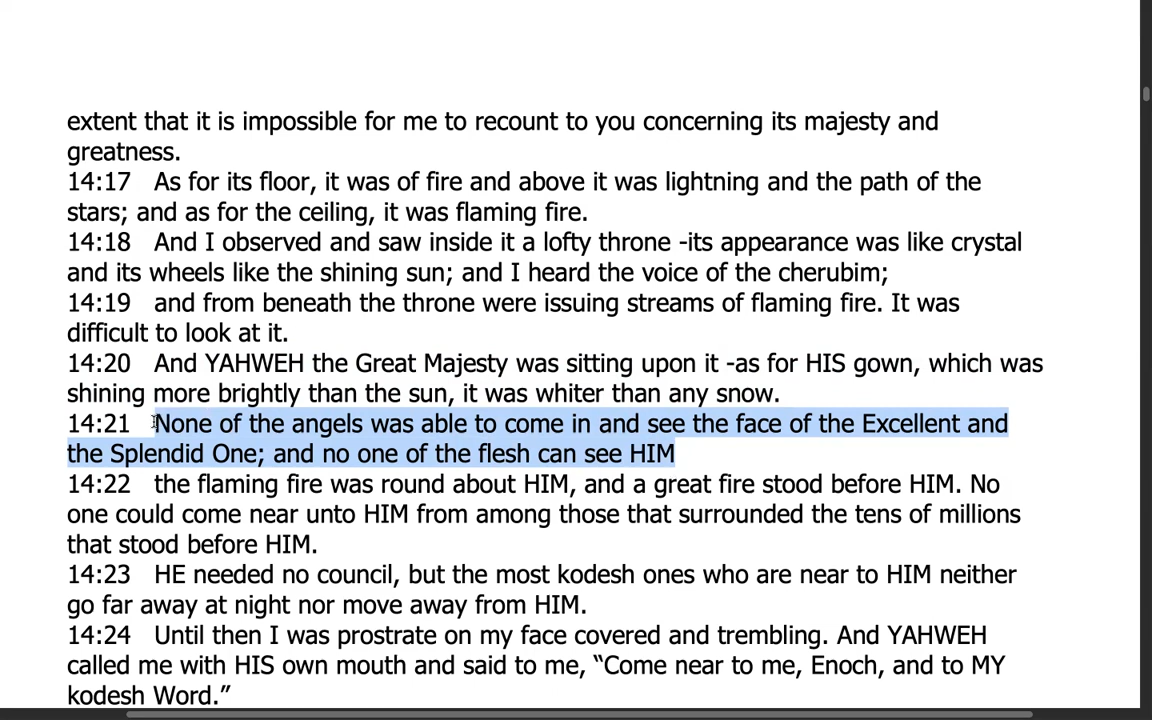 extent that it is impossible for me to recount to you concerning its majesty and
greatness.
14:17 As for its floor, it was of fire and above it was lightning and the path of the
stars; and as for the ceiling, it was flaming fire.
14:18 And I observed and saw inside it a lofty throne -its appearance was like crystal
and its wheels like the shining sun; and I heard the voice of the cherubim;
14:19 and from beneath the throne were issuing streams of flaming fire. It was
difficult to look at it.
14:20 And YAHWEH the Great Majesty was sitting upon it -as for HIS gown, which was
shining more brightly than the sun, it was whiter than any snow.
14:21 None of the angels was able to come in and see the face of the Excellent and
the Splendid One; and no one of the flesh can see HIM
14:22 the flaming fire was round about HIM, and a great fire stood before HIM. No
one could come near unto HIM from among those that surrounded the tens of millions
that stood before HIM.
14:23 HE needed no council, but the most kodesh ones who are near to HIM neither
go far away at night nor move away from HIM.
14:24 Until then I was prostrate on my face covered and trembling. And YAHWEH
called me with HIS own mouth and said to me, “Come near to me, Enoch, and to MY
kodesh Word.”